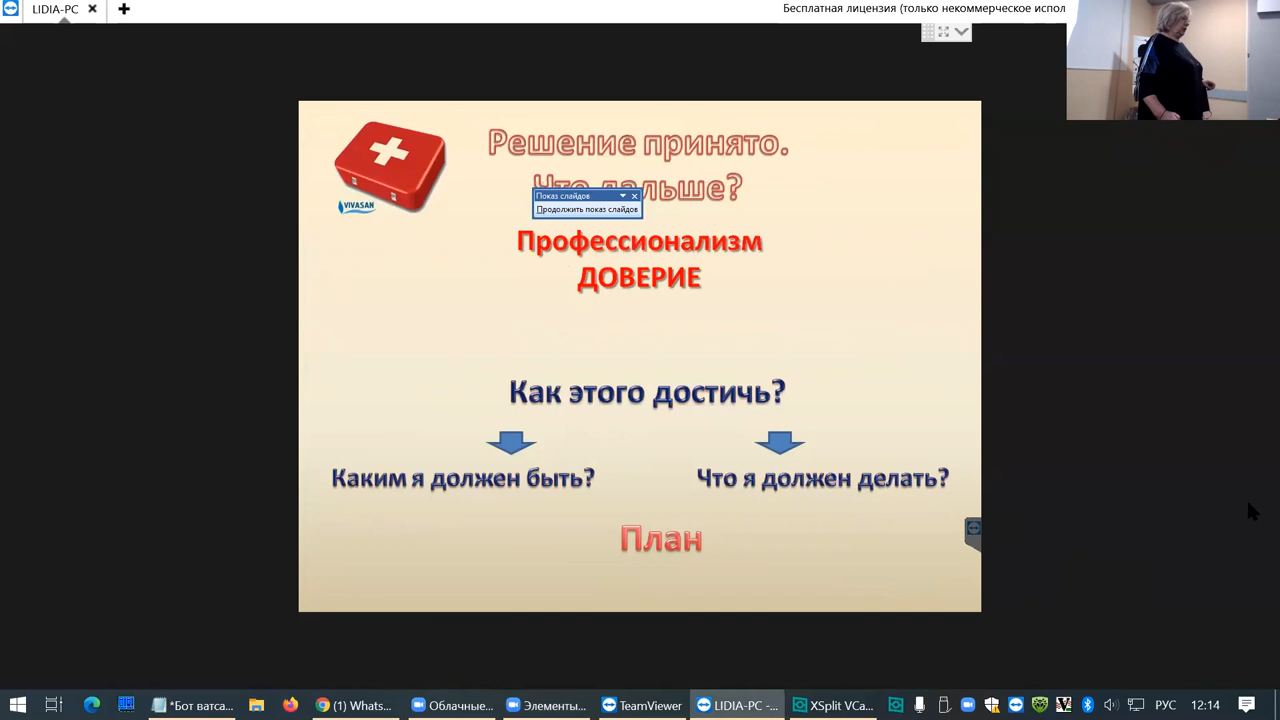 LIDIA-PC
Бесплатная лицензия (только некоммерческое испол
Решение принято.
Что дальше?
Показ слайдов
Продолжить показ слайдов
VIVASAN
Профессионализм
ДОВЕРИЕ
Как этого достичь?
Каким я должен быть?
Что я должен делать?
План
*Бот ватса...
(1) Whats...
Облачные...
Элементы...
TeamViewer
LIDIA-PC -...
XSplit VCa...
РУС
12:14